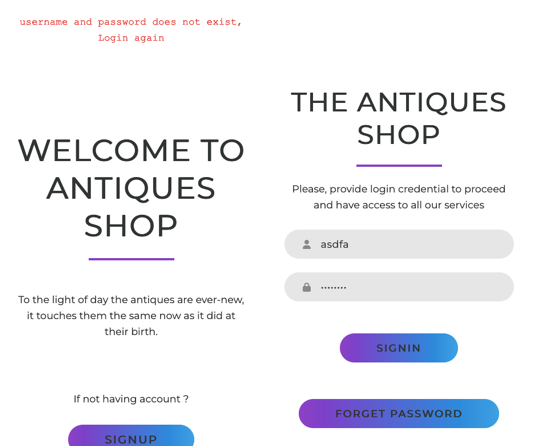 username and password does not exist,
Login again
WELCOME TO
ANTIQUES
SHOP
To the light of day the antiques are ever-new,
it touches them the same now as it did at
their birth.
If not having account ?
SIGNUP
THE ANTIQUES
SHOP
Please, provide login credential to proceed
and have access to all our services
asdfa
••••••••
SIGNIN
FORGET PASSWORD